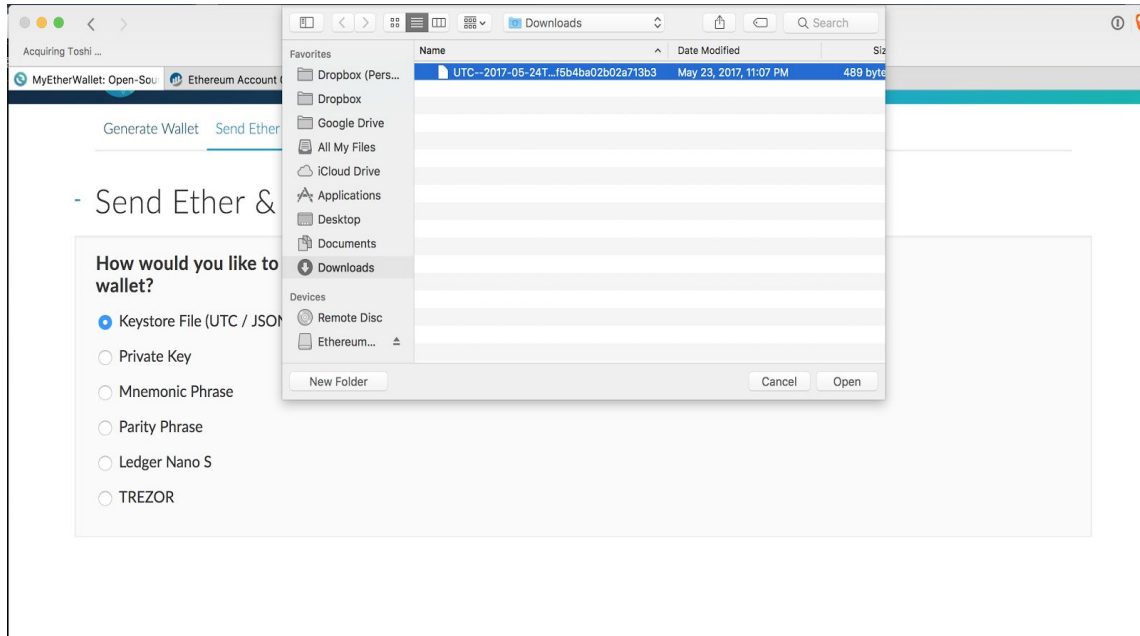 Downloads
Search
Acquiring Toshi ...
MyEtherWallet: Open-Sou
Ethereum Account
Generate Wallet
Send Ether
Send Ether &
How would you like to
wallet?
Keystore File (UTC / JSON
Private Key
Mnemonic Phrase
Parity Phrase
Ledger Nano S
TREZOR
Favorites
Dropbox (Pers...
Dropbox
Google Drive
All My Files
iCloud Drive
Applications
Desktop
Documents
Downloads
Devices
Remote Disc
Ethereum...
Name Date Modified Siz
UTC--2017-05-24T...f5b4ba02b02a713b3 May 23, 2017, 11:07 PM 489 byte
New Folder Cancel Open